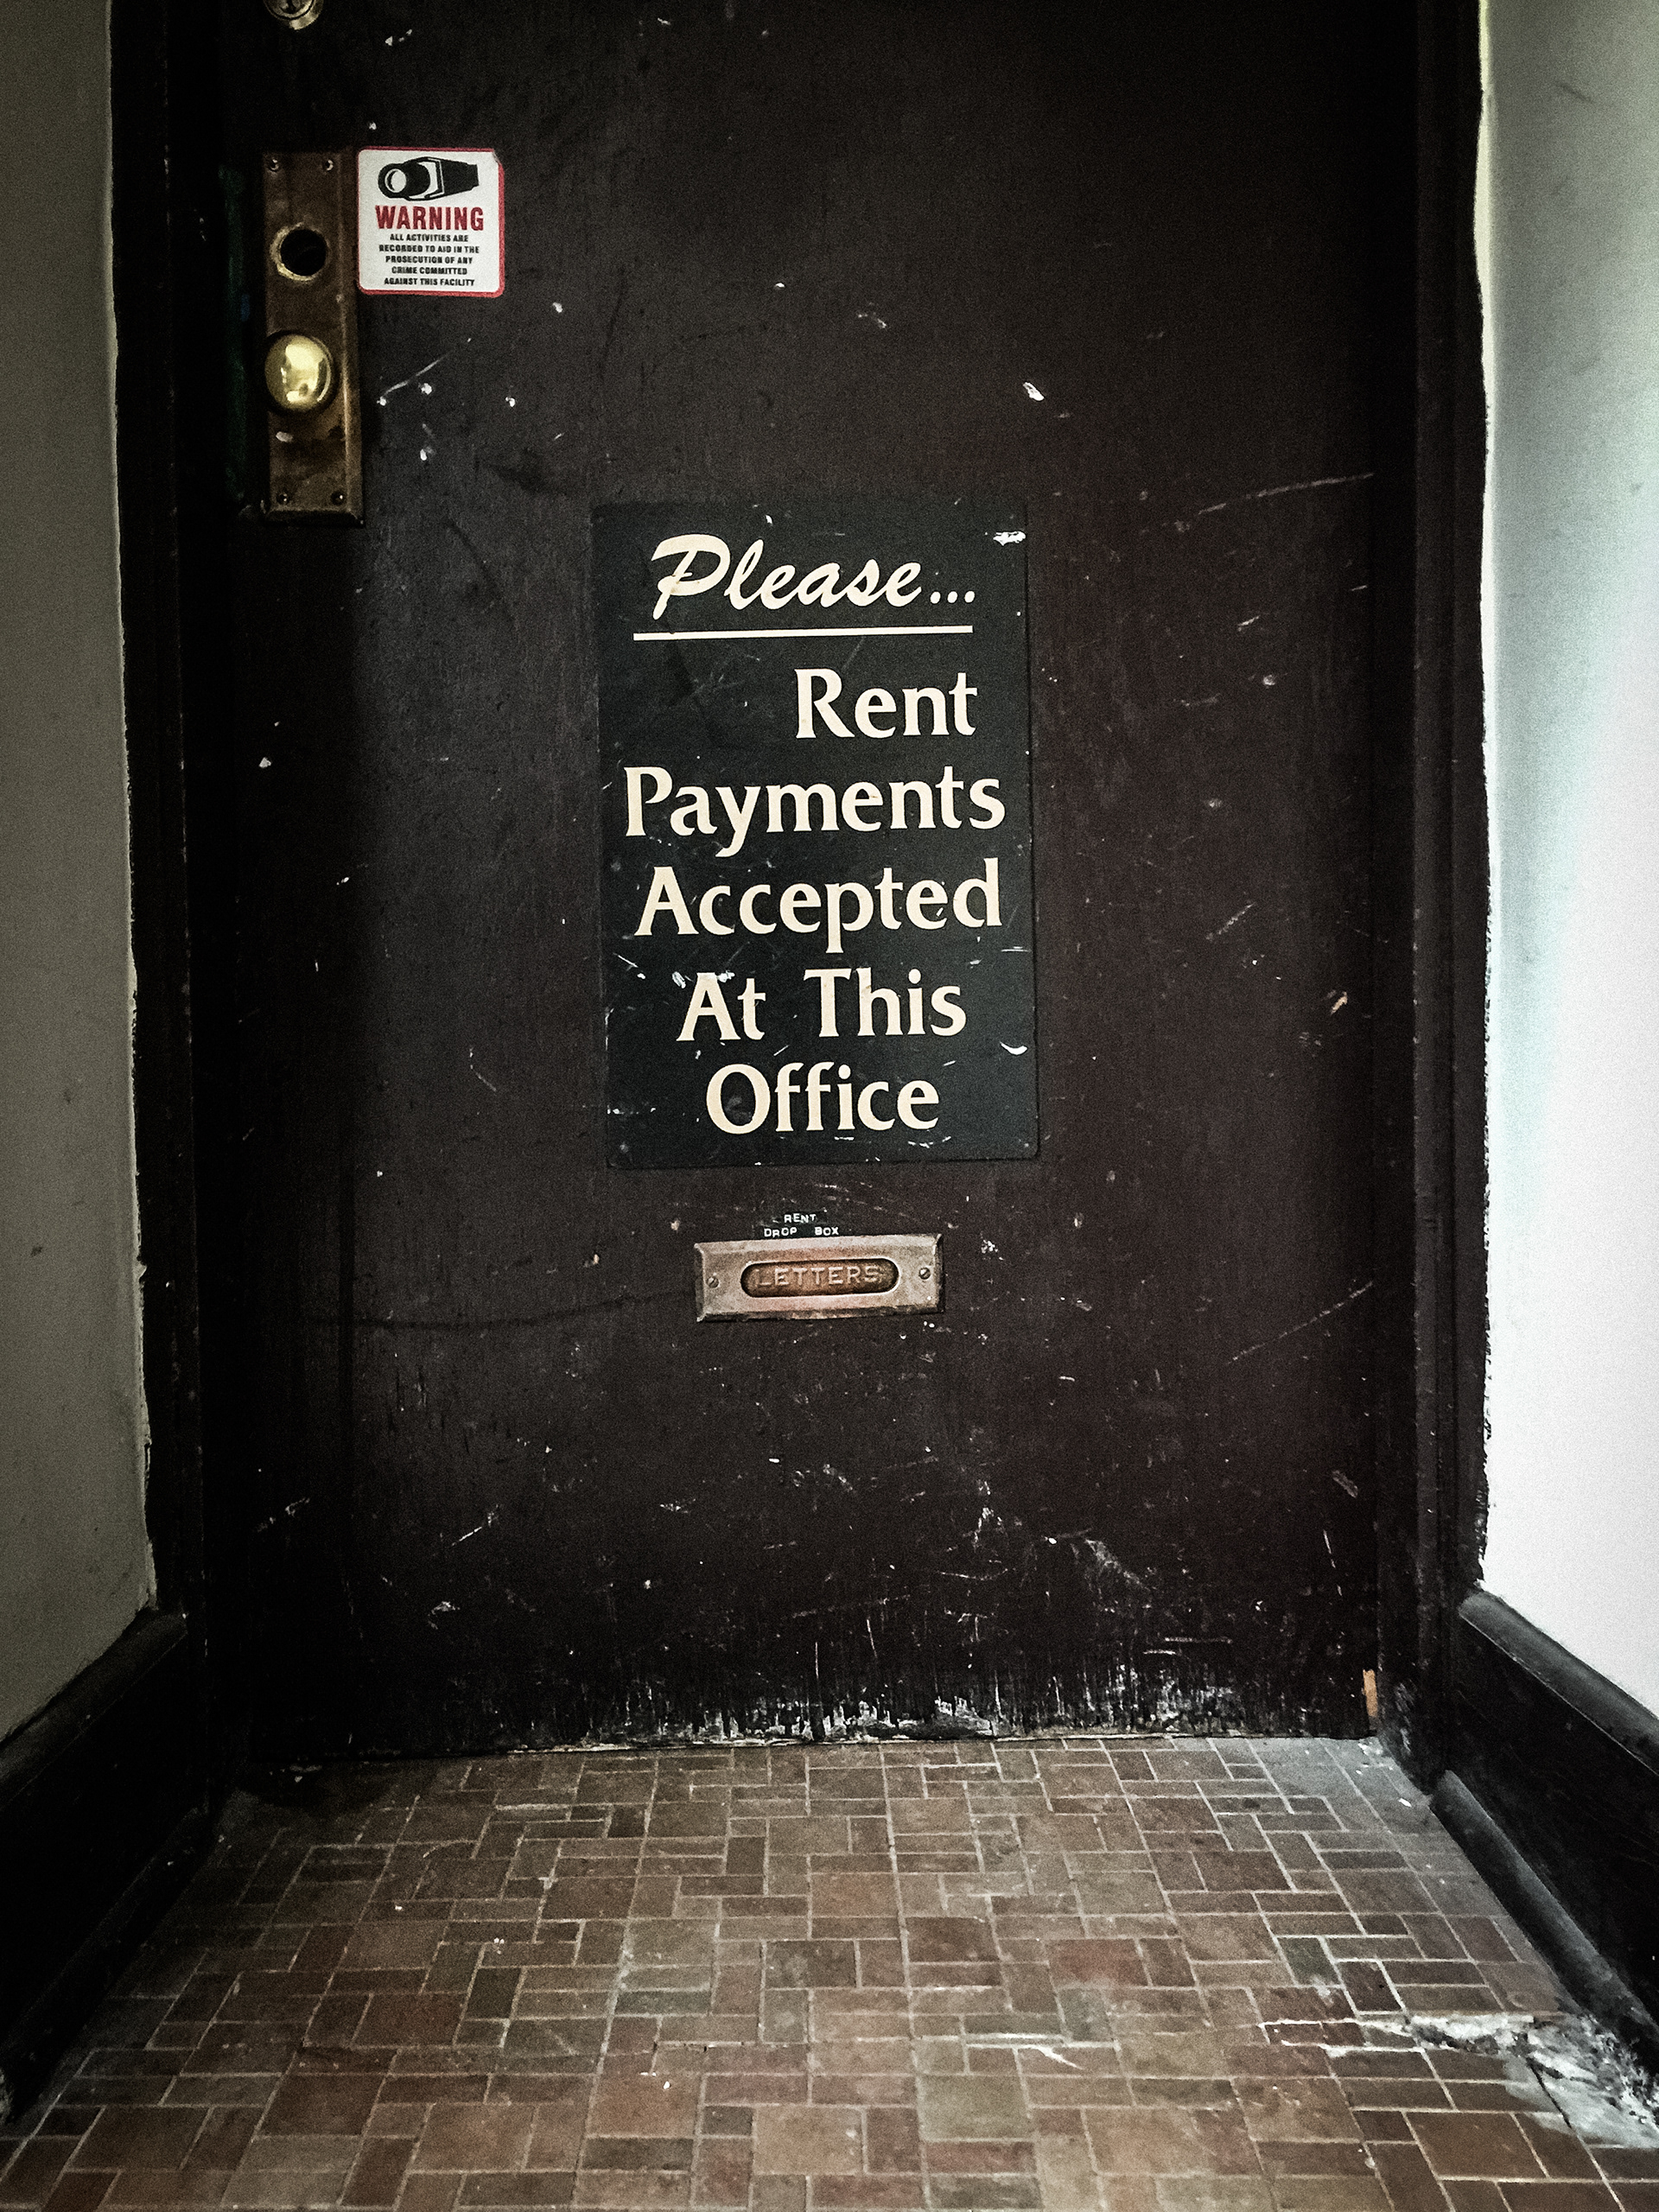 WARNING
ALL ACTIVITIES ARE
RECORDED TO AID IN THE
PROSECUTION OF ANY
CRIME COMMITTED
AGAINST THIS FACILITY
Please...
Rent
Payments
Accepted
At This
Office
RENT
DROP BOX
LETTERS